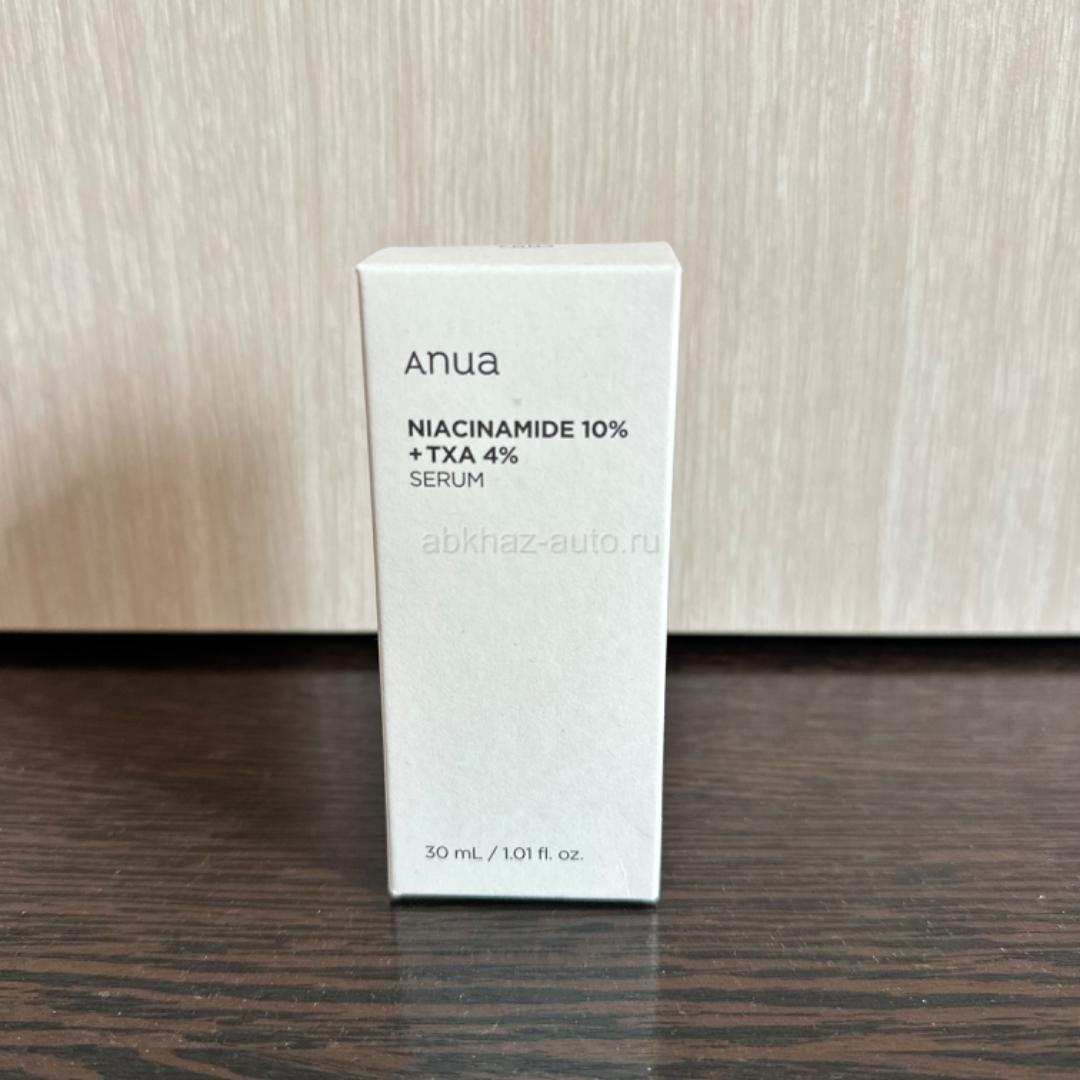 Anua
NIACINAMIDE 10%
+TXA 4%
SERUM
abkhaz-auto.ru
30 mL / 1.01 fl. oz.